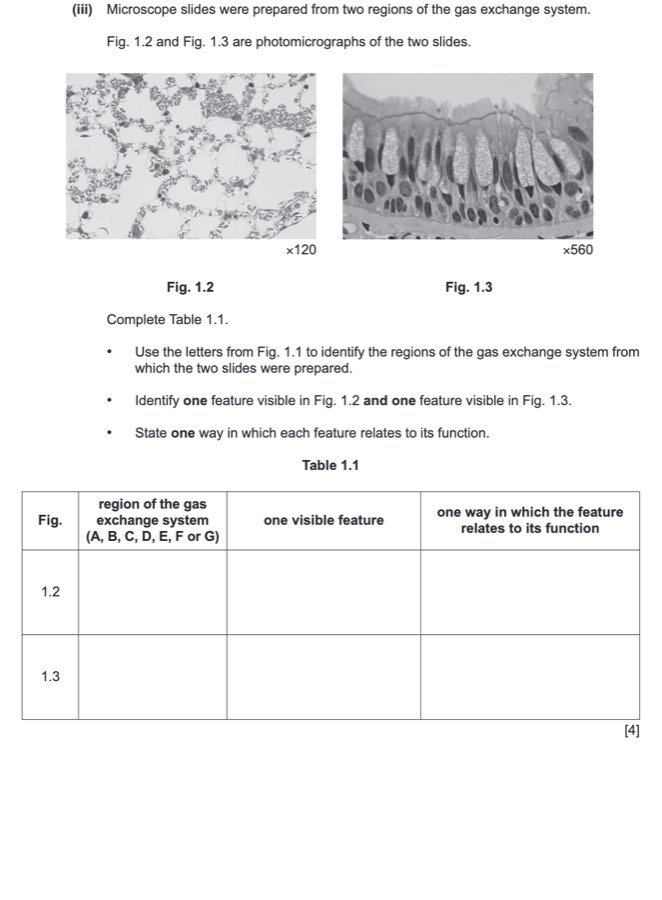 (iii) Microscope slides were prepared from two regions of the gas exchange system.
Fig. 1.2 and Fig. 1.3 are photomicrographs of the two slides.
×120
×560
Fig. 1.2
Fig. 1.3
Complete Table 1.1.
• Use the letters from Fig. 1.1 to identify the regions of the gas exchange system from
which the two slides were prepared.
• Identify one feature visible in Fig. 1.2 and one feature visible in Fig. 1.3.
• State one way in which each feature relates to its function.
Table 1.1
Fig.
region of the gas
exchange system
(A, B, C, D, E, F or G)
one visible feature
one way in which the feature
relates to its function
1.2
1.3
[4]